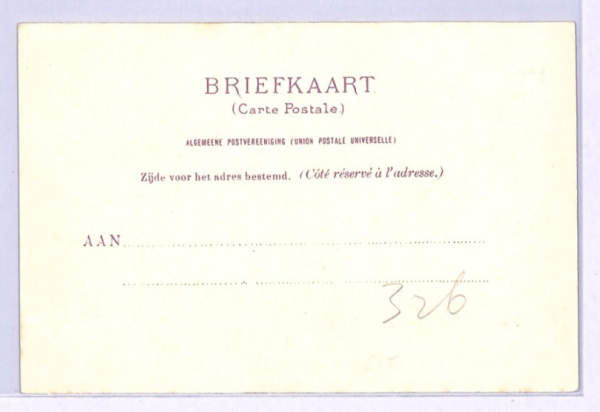 BRIEFKAART.
(Carte Postale.)
ALGEMEENE POSTVEREENIGING (UNION POSTALE UNIVERSELLE)
Zijde voor het adres bestemd. (Côté réservé à l'adresse.)
AAN
326